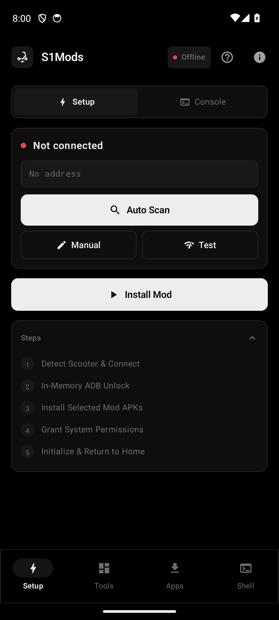 8:00
S1Mods
Offline
Setup
Console
Not connected
No address
Auto Scan
Manual
Test
Install Mod
Steps
1 Detect Scooter & Connect
2 In-Memory ADB Unlock
3 Install Selected Mod APKs
4 Grant System Permissions
5 Initialize & Return to Home
Setup
Tools
Apps
Shell